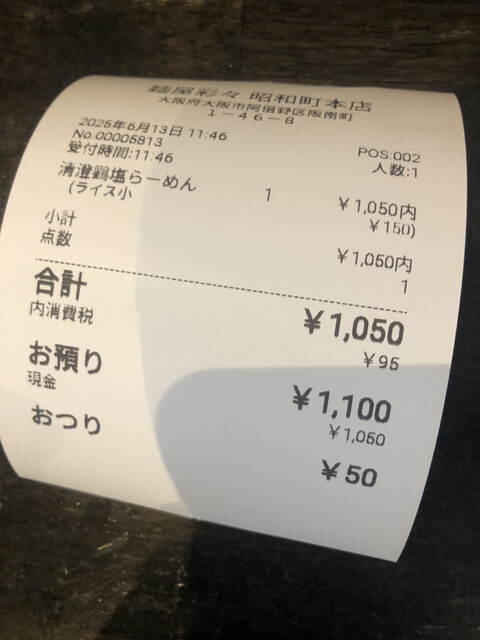 麺屋彩々 昭和町本店
大阪府大阪市阿倍野区阪南町
1-46-8
2025年6月13日 11:46
No.00005813 POS:002
受付時間:11:46 人数:1
清澄鶏塩らーめん 1 ¥1,050内
(ライス小 ¥150)
小計 ¥1,050内
点数 1
合計 ¥1,050
内消費税 ¥95
お預り ¥1,100
現金 ¥1,050
おつり ¥50